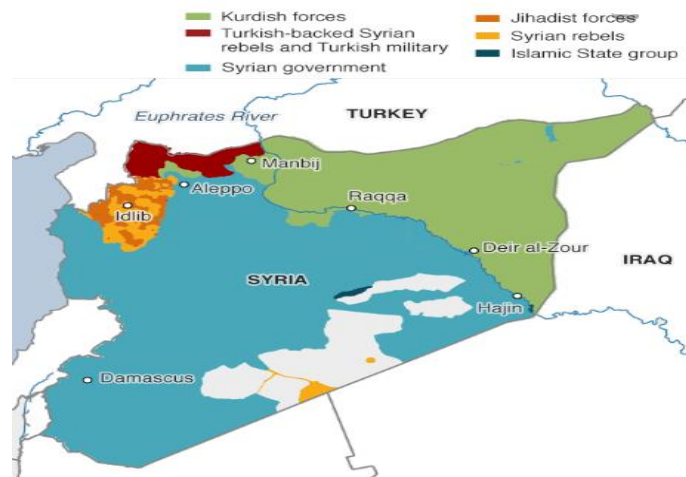 Kurdish forces
Turkish-backed Syrian
rebels and Turkish military
Syrian government
Jihadist forces
Syrian rebels
Islamic State group
Euphrates River
TURKEY
Manbij
Aleppo
Idlib
Raqqa
Deir al-Zour
IRAQ
SYRIA
Hajin
Damascus